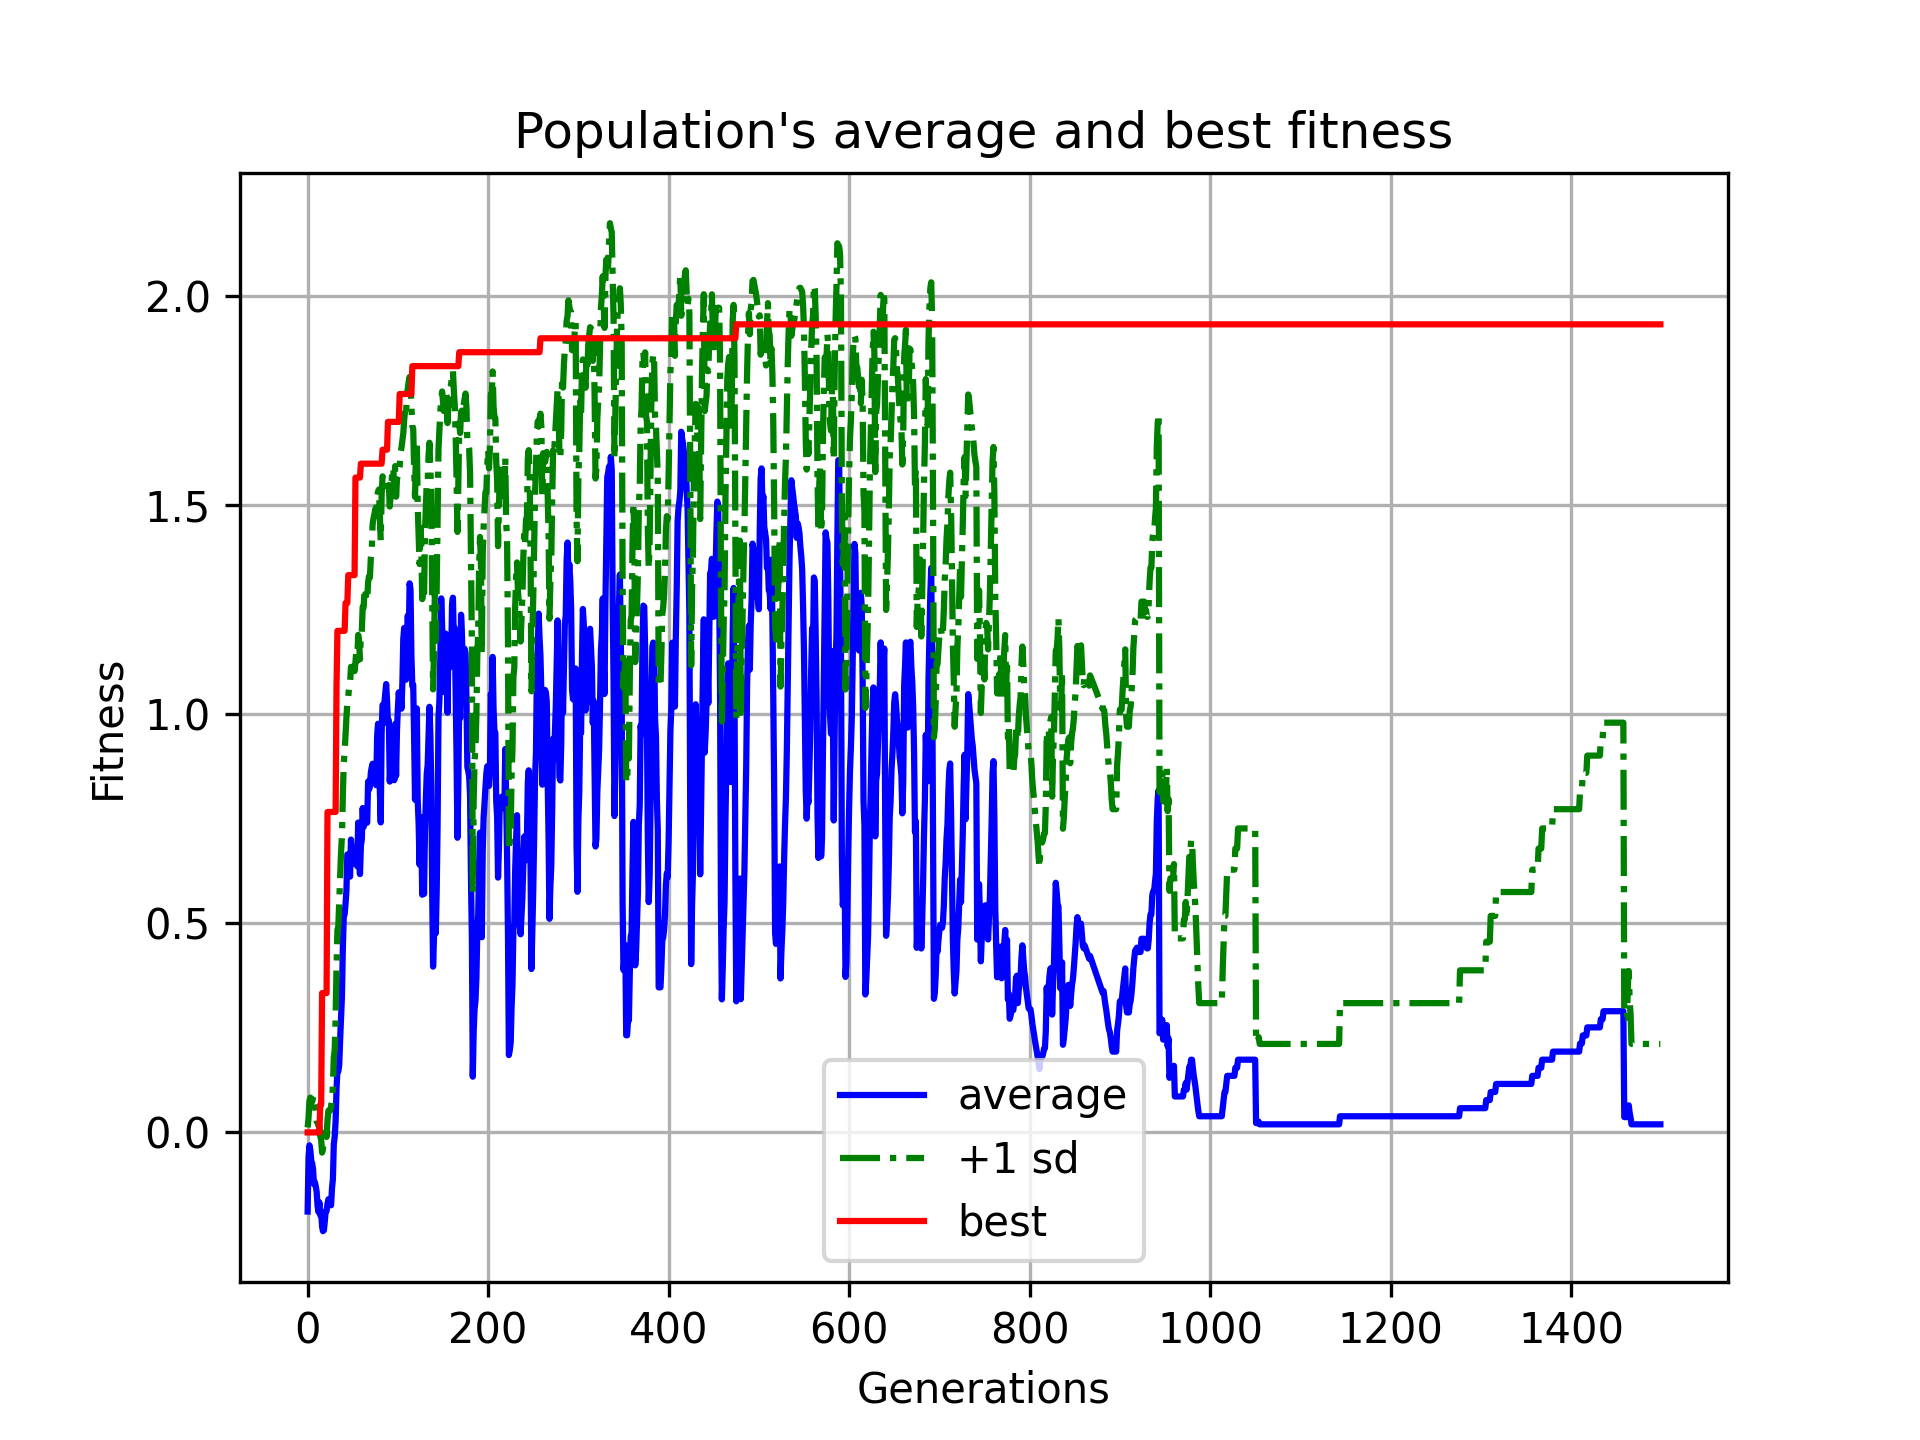 Population's average and best fitness
2.0
1.5
1.0
0.5
0.0
Fitness
average
+1 sd
best
0 200 400 600 800 1000 1200 1400
Generations